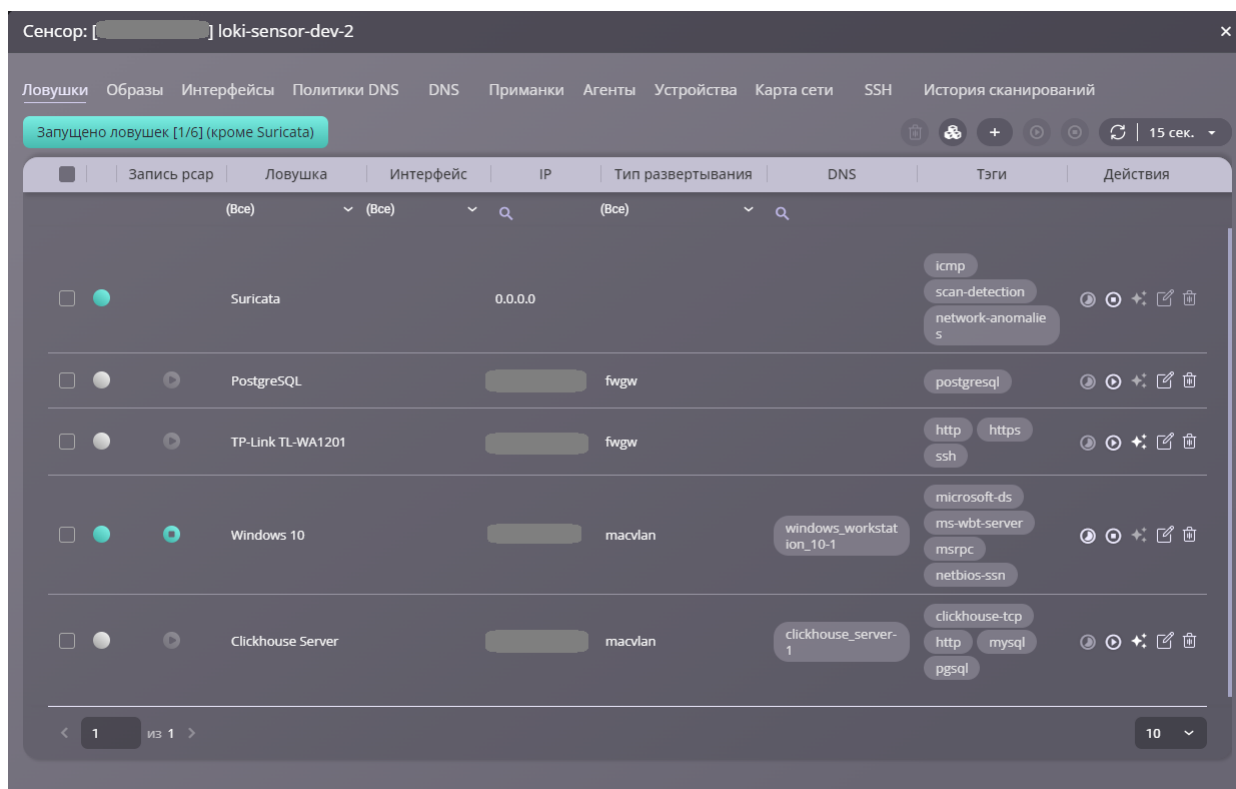 Сенсор: [ ] loki-sensor-dev-2
Ловушки Образы Интерфейсы Политики DNS DNS Приманки Агенты Устройства Карта сети SSH История сканирований
Запущено ловушек [1/6] (кроме Suricata) 15 сек.
Запись pcap Ловушка Интерфейс IP Тип развертывания DNS Тэги Действия
(Все) (Все) (Все)
Suricata 0.0.0.0
icmp
scan-detection
network-anomalie
s
PostgreSQL fwgw postgresql
TP-Link TL-WA1201 fwgw
http https
ssh
Windows 10 macvlan
windows_workstat
ion_10-1
microsoft-ds
ms-wbt-server
msrpc
netbios-ssn
Clickhouse Server macvlan
clickhouse_server-
1
clickhouse-tcp
http mysql
pgsql
1 из 1 10